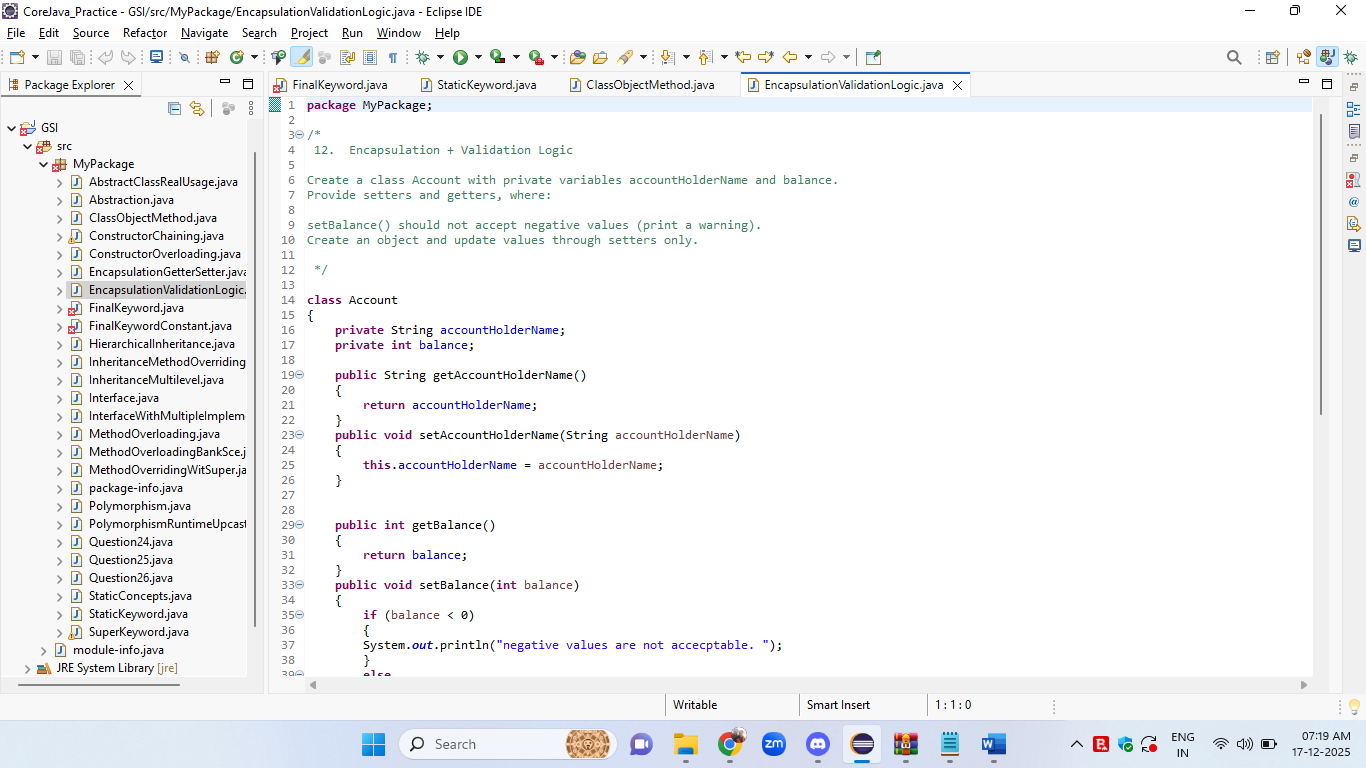 CoreJava_Practice - GSI/src/MyPackage/EncapsulationValidationLogic.java - Eclipse IDE
File Edit Source Refactor Navigate Search Project Run Window Help
Package Explorer
FinalKeyword.java StaticKeyword.java ClassObjectMethod.java EncapsulationValidationLogic.java
GSI
src
MyPackage
AbstractClassRealUsage.java
Abstraction.java
ClassObjectMethod.java
ConstructorChaining.java
ConstructorOverloading.java
EncapsulationGetterSetter.java
EncapsulationValidationLogic.
FinalKeyword.java
FinalKeywordConstant.java
HierarchicalInheritance.java
InheritanceMethodOverriding
InheritanceMultilevel.java
Interface.java
InterfaceWithMultipleImplem
MethodOverloading.java
MethodOverloadingBankSce.j
MethodOverridingWitSuper.ja
package-info.java
Polymorphism.java
PolymorphismRuntimeUpcast
Question24.java
Question25.java
Question26.java
StaticConcepts.java
StaticKeyword.java
SuperKeyword.java
module-info.java
JRE System Library [jre]
1 package MyPackage;
2
3 /*
4 12. Encapsulation + Validation Logic
5
6 Create a class Account with private variables accountHolderName and balance.
7 Provide setters and getters, where:
8
9 setBalance() should not accept negative values (print a warning).
10 Create an object and update values through setters only.
11
12 */
13
14 class Account
15 {
16 private String accountHolderName;
17 private int balance;
18
19 public String getAccountHolderName()
20 {
21 return accountHolderName;
22 }
23 public void setAccountHolderName(String accountHolderName)
24 {
25 this.accountHolderName = accountHolderName;
26 }
27
28
29 public int getBalance()
30 {
31 return balance;
32 }
33 public void setBalance(int balance)
34 {
35 if (balance < 0)
36 {
37 System.out.println("negative values are not accecptable. ");
38 }
39 else
Writable Smart Insert 1 : 1 : 0
Search
zm
ENG
IN
07:19 AM
17-12-2025